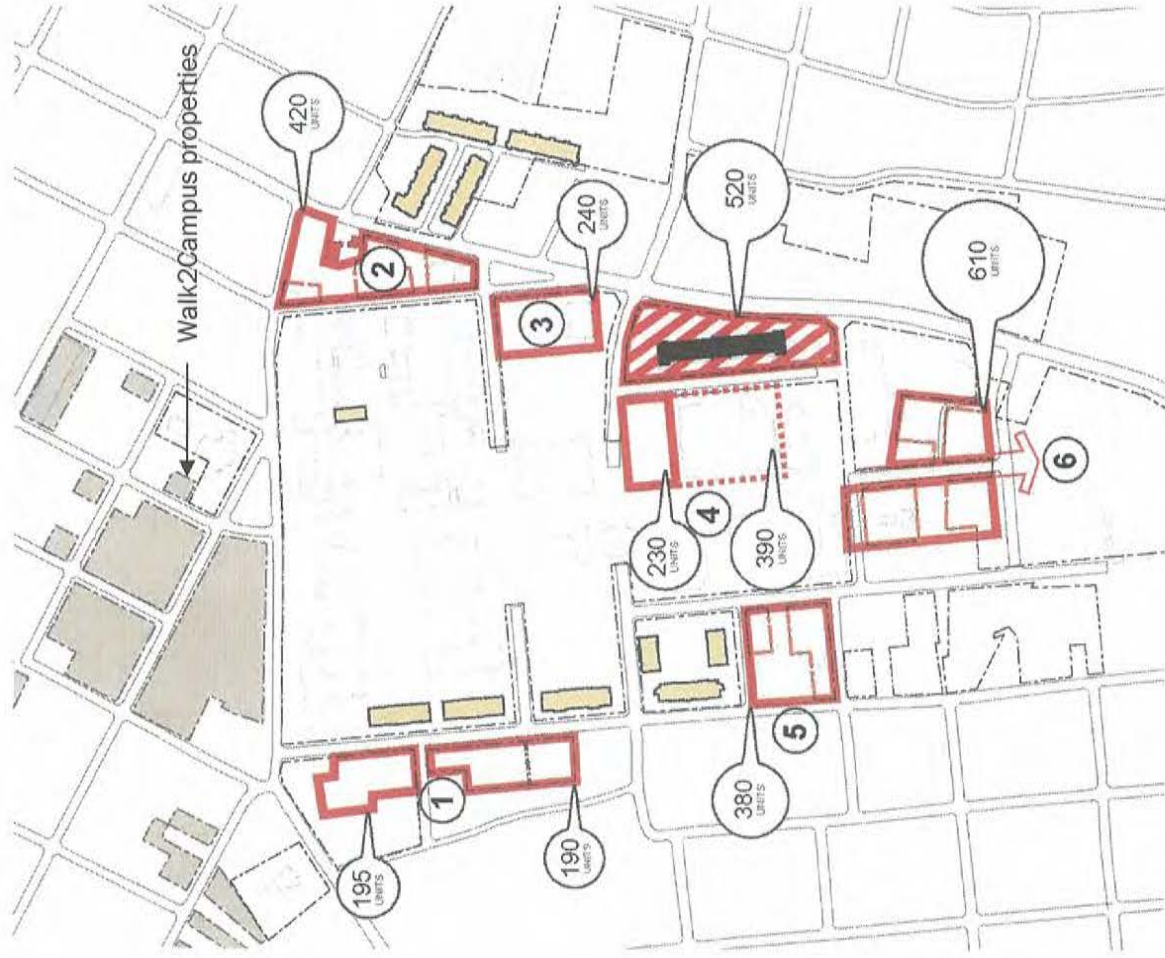 Walk2Campus properties
420
UNITS
2
240
UNITS
3
520
UNITS
610
UNITS
6
230
UNITS
4
390
UNITS
195
UNITS
1
190
UNITS
380
UNITS
5